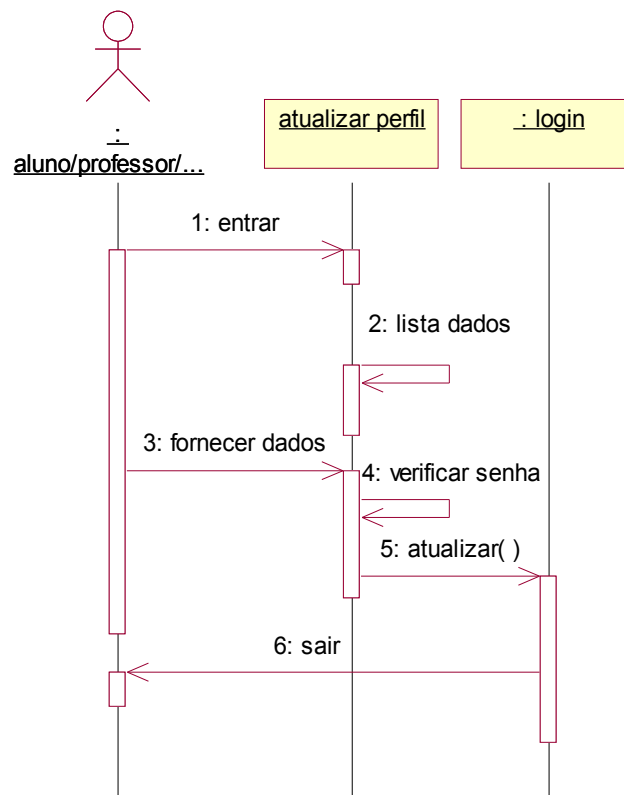 :
aluno/professor/...
atualizar perfil
: login
1: entrar
2: lista dados
3: fornecer dados
4: verificar senha
5: atualizar( )
6: sair